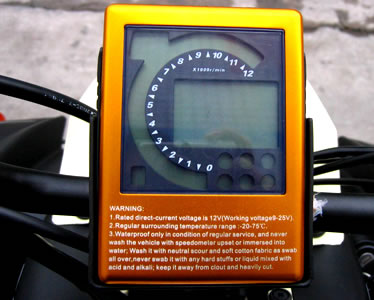 0 1 2 3 4 5 6 7 8 9 10 11 12
X1000r/min
WARNING:
1.Rated direct-current voltage is 12V(Working voltage9-25V).
2.Regular surrounding temperature range :-20-75℃.
3.Waterproof only in condition of regular service, and never
wash the vehicle with speedometer upset or immersed into
water; Wash it with neutral scour and soft cotton fabric as swab
all over,never swab it with any hard stuffs or liquid mixed with
acid and alkali; keep it away from clout and heavily cut.